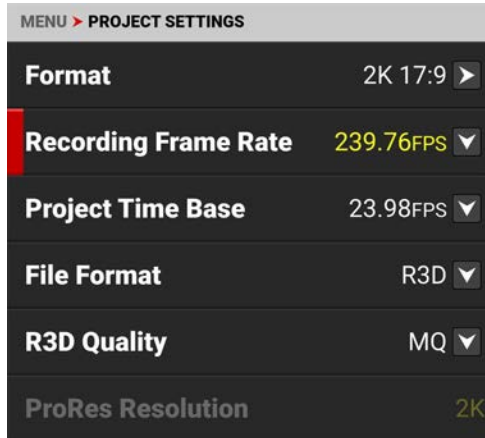 MENU ➤ PROJECT SETTINGS
Format 2K 17:9
Recording Frame Rate 239.76FPS
Project Time Base 23.98FPS
File Format R3D
R3D Quality MQ
ProRes Resolution 2K